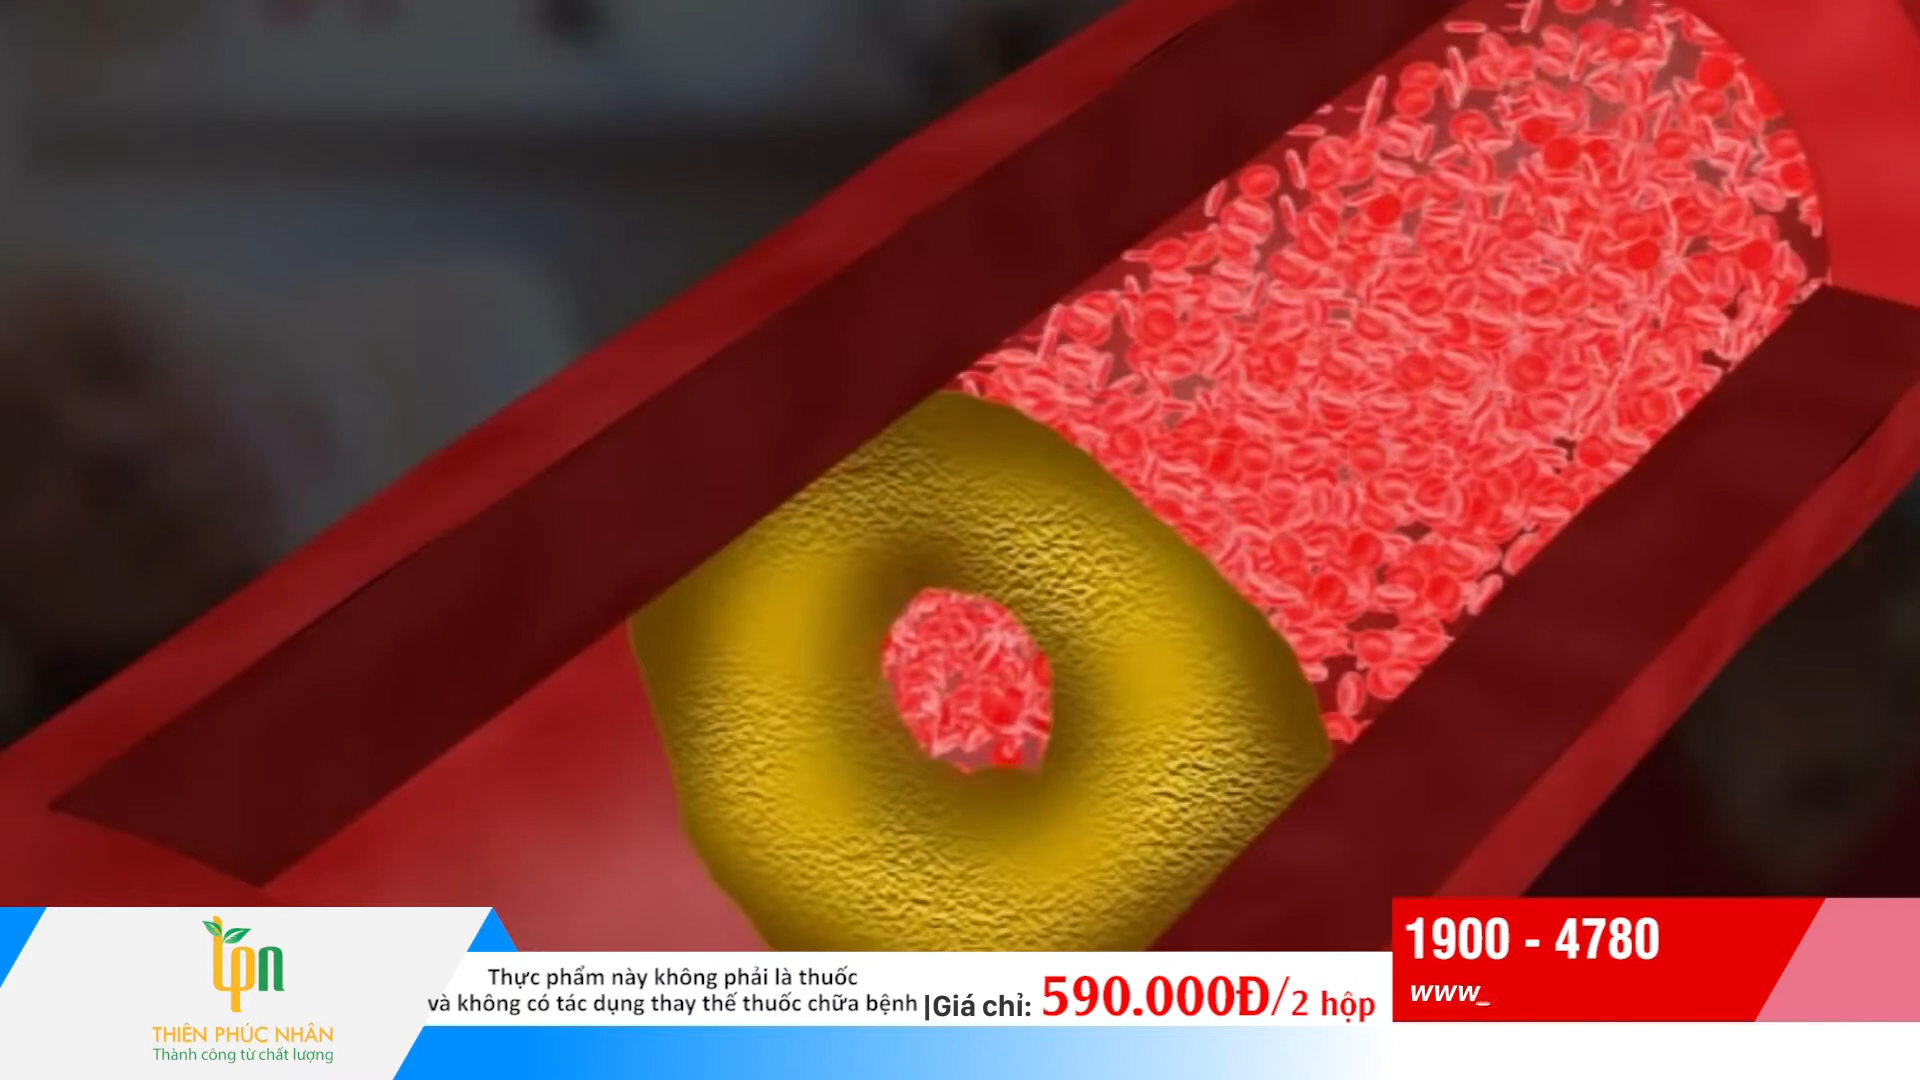 tpn
THIÊN PHÚC NHÂN
Thành công từ chất lượng
Thực phẩm này không phải là thuốc
và không có tác dụng thay thế thuốc chữa bệnh
|Giá chỉ: 590.000Đ/2 hộp
1900 - 4780
www_